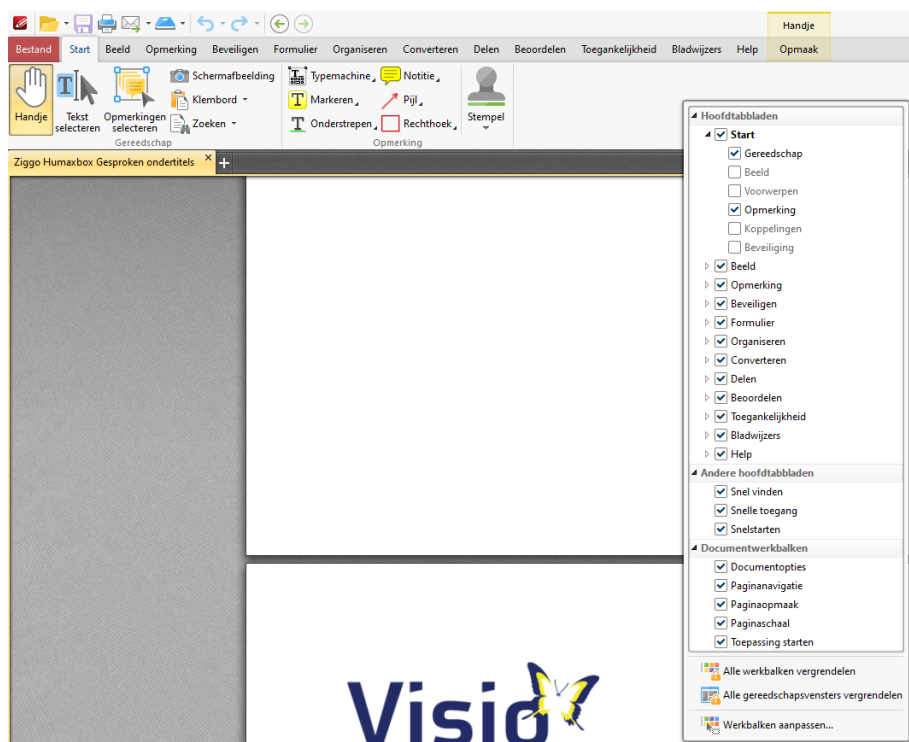 Handje
Bestand Start Beeld Opmerking Beveiligen Formulier Organiseren Converteren Delen Beoordelen Toegankelijkheid Bladwijzers Help Opmaak
Handje
Tekst selecteren
Opmerkingen selecteren
Schermafbeelding
Klembord
Zoeken
Gereedschap
Typemachine
Notitie
Markeren
Pijl
Onderstrepen
Rechthoek
Stempel
Opmerking
Ziggo Humaxbox Gesproken ondertitels
Hoofdtabbladen
Start
Gereedschap
Beeld
Voorwerpen
Opmerking
Koppelingen
Beveiliging
Beeld
Opmerking
Beveiligen
Formulier
Organiseren
Converteren
Delen
Beoordelen
Toegankelijkheid
Bladwijzers
Help
Andere hoofdtabbladen
Snel vinden
Snelle toegang
Snelstarten
Documentwerkbalken
Documentopties
Paginanavigatie
Paginaopmaak
Paginaschaal
Toepassing starten
Alle werkbalken vergrendelen
Alle gereedschapsvensters vergrendelen
Werkbalken aanpassen...
Visio